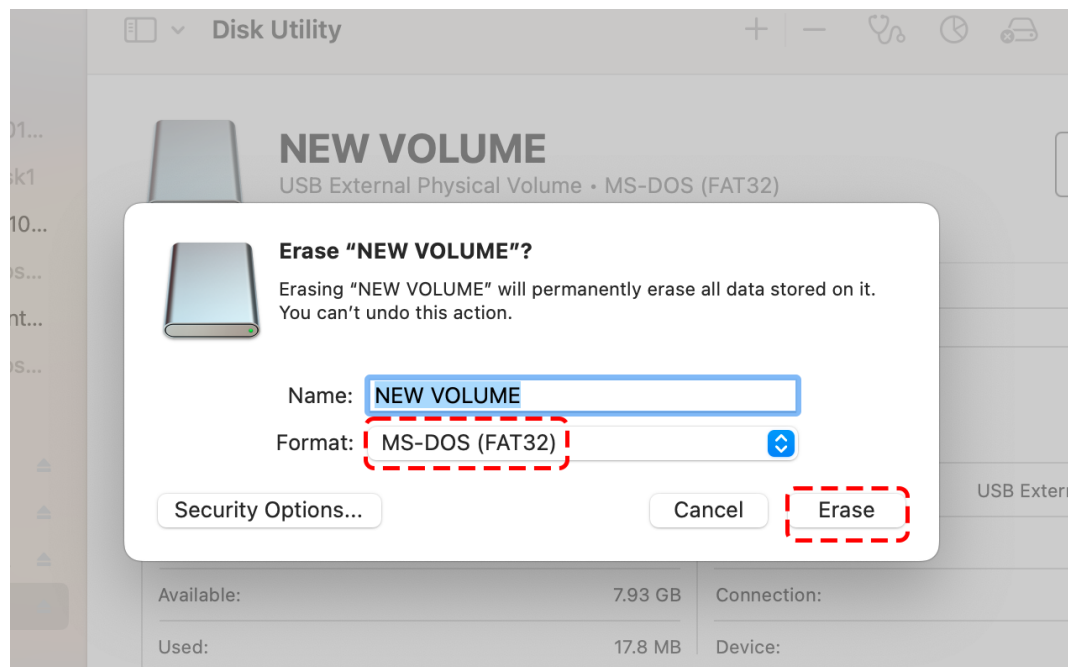 Disk Utility
NEW VOLUME
USB External Physical Volume • MS-DOS (FAT32)
Erase “NEW VOLUME”?
Erasing “NEW VOLUME” will permanently erase all data stored on it.
You can’t undo this action.
Name: NEW VOLUME
Format: MS-DOS (FAT32)
Security Options...
Cancel
Erase
Available: 7.93 GB
Connection:
Used: 17.8 MB
Device: